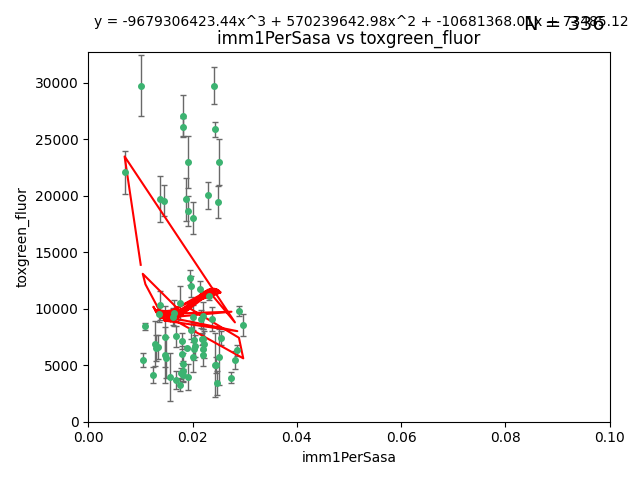 y = -9679306423.44x^3 + 570239642.98x^2 + -10681368.01x + 73485.12
N = 336
imm1PerSasa vs toxgreen_fluor
30000
25000
20000
15000
10000
5000
0
toxgreen_fluor
0.00 0.02 0.04 0.06 0.08 0.10
imm1PerSasa